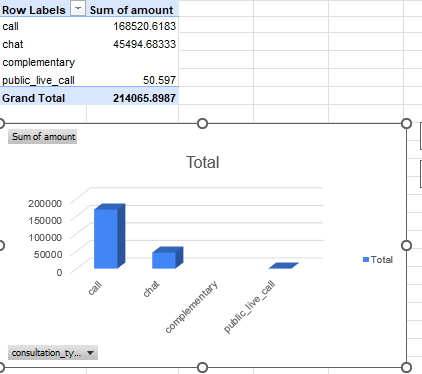 Row Labels Sum of amount
call 168520.6183
chat 45494.68333
complementary
public_live_call 50.597
Grand Total 214065.8987
Sum of amount
Total
200000
150000
100000
50000
0
call
chat
complementary
public_live_call
Total
consultation_ty...